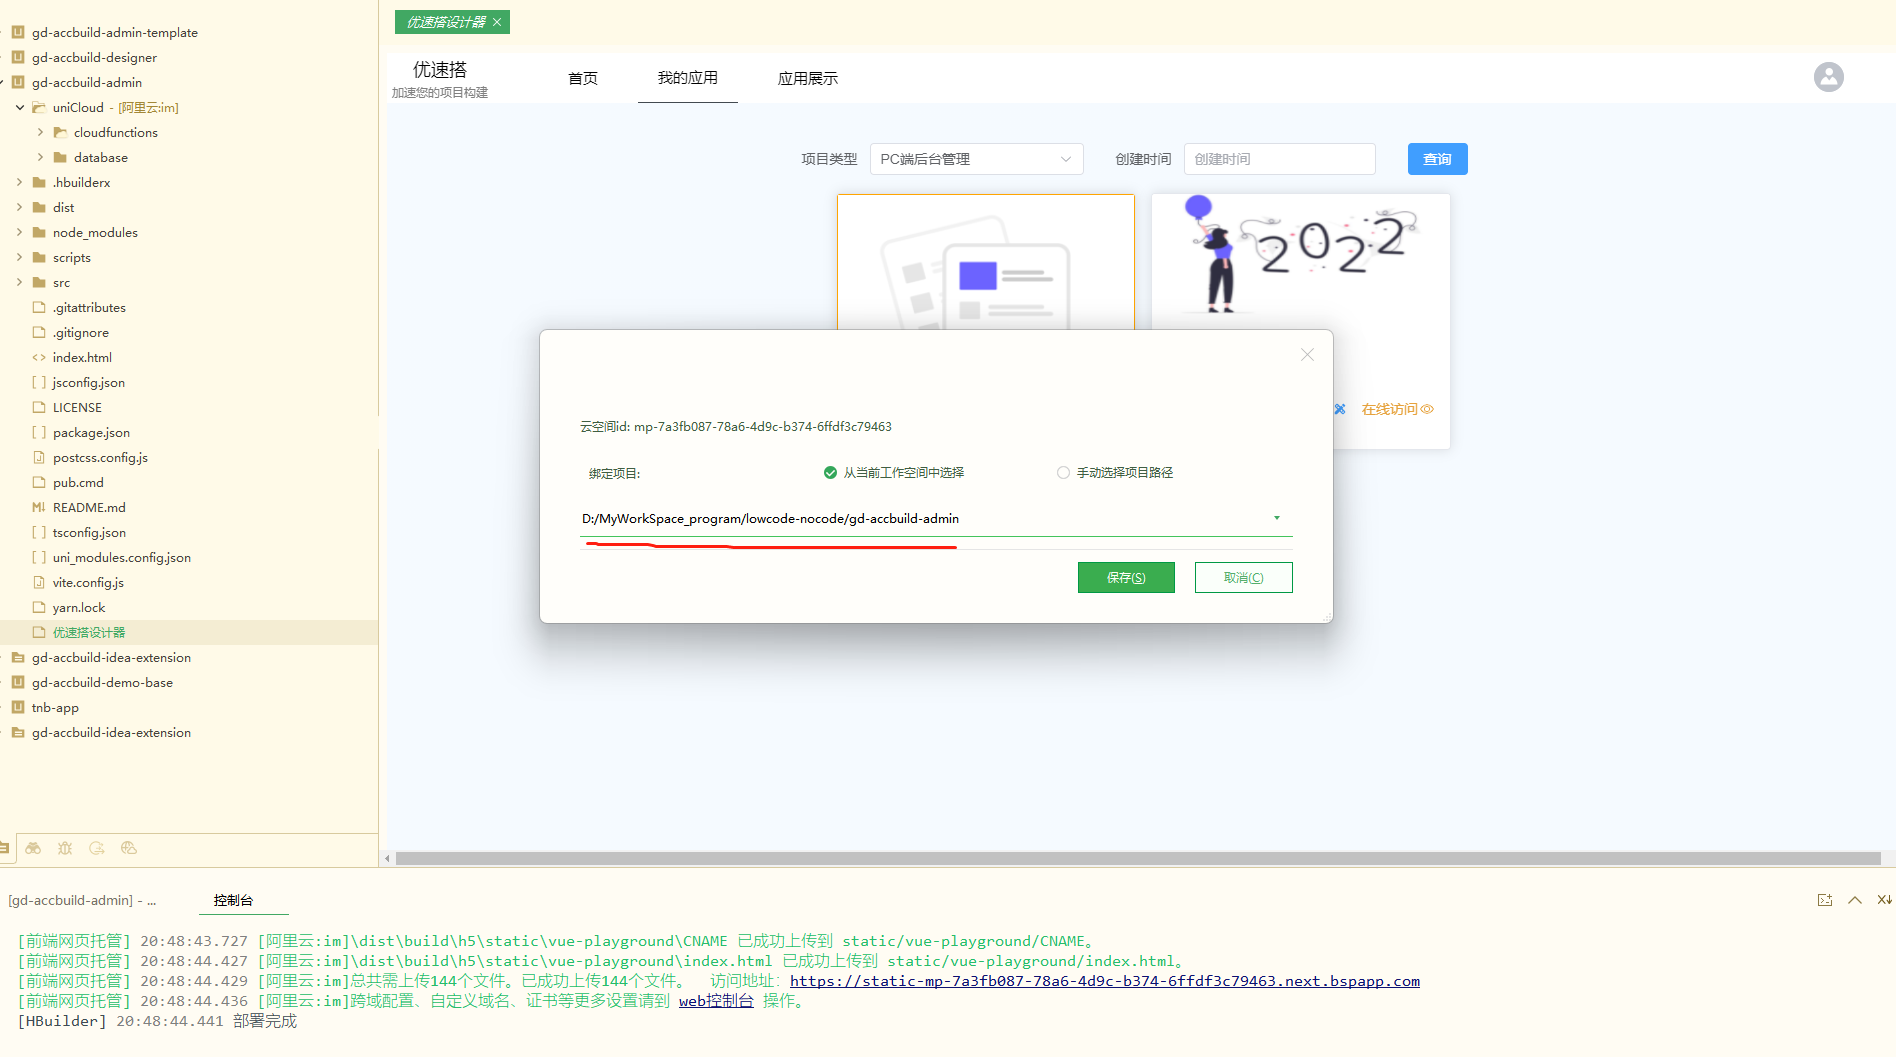 gd-accbuild-admin-template
gd-accbuild-designer
gd-accbuild-admin
uniCloud - [阿里云:im]
cloudfunctions
database
.hbuilderx
dist
node_modules
scripts
src
.gitattributes
.gitignore
index.html
jsconfig.json
LICENSE
package.json
postcss.config.js
pub.cmd
README.md
tsconfig.json
uni_modules.config.json
vite.config.js
yarn.lock
优速搭设计器
gd-accbuild-idea-extension
gd-accbuild-demo-base
tnb-app
gd-accbuild-idea-extension
优速搭设计器
优速搭
加速您的项目构建
首页 我的应用 应用展示
项目类型 PC端后台管理 创建时间 创建时间 查询
2022
在线访问
云空间id: mp-7a3fb087-78a6-4d9c-b374-6ffdf3c79463
绑定项目: 从当前工作空间中选择 手动选择项目路径
D:/MyWorkSpace_program/lowcode-nocode/gd-accbuild-admin
保存(S) 取消(C)
[gd-accbuild-admin] - ... 控制台
[前端网页托管] 20:48:43.727 [阿里云:im]\dist\build\h5\static\vue-playground\CNAME 已成功上传到 static/vue-playground/CNAME。
[前端网页托管] 20:48:44.427 [阿里云:im]\dist\build\h5\static\vue-playground\index.html 已成功上传到 static/vue-playground/index.html。
[前端网页托管] 20:48:44.429 [阿里云:im]总共需上传144个文件。已成功上传144个文件。 访问地址：https://static-mp-7a3fb087-78a6-4d9c-b374-6ffdf3c79463.next.bspapp.com
[前端网页托管] 20:48:44.436 [阿里云:im]跨域配置、自定义域名、证书等更多设置请到 web控制台 操作。
[HBuilder] 20:48:44.441 部署完成